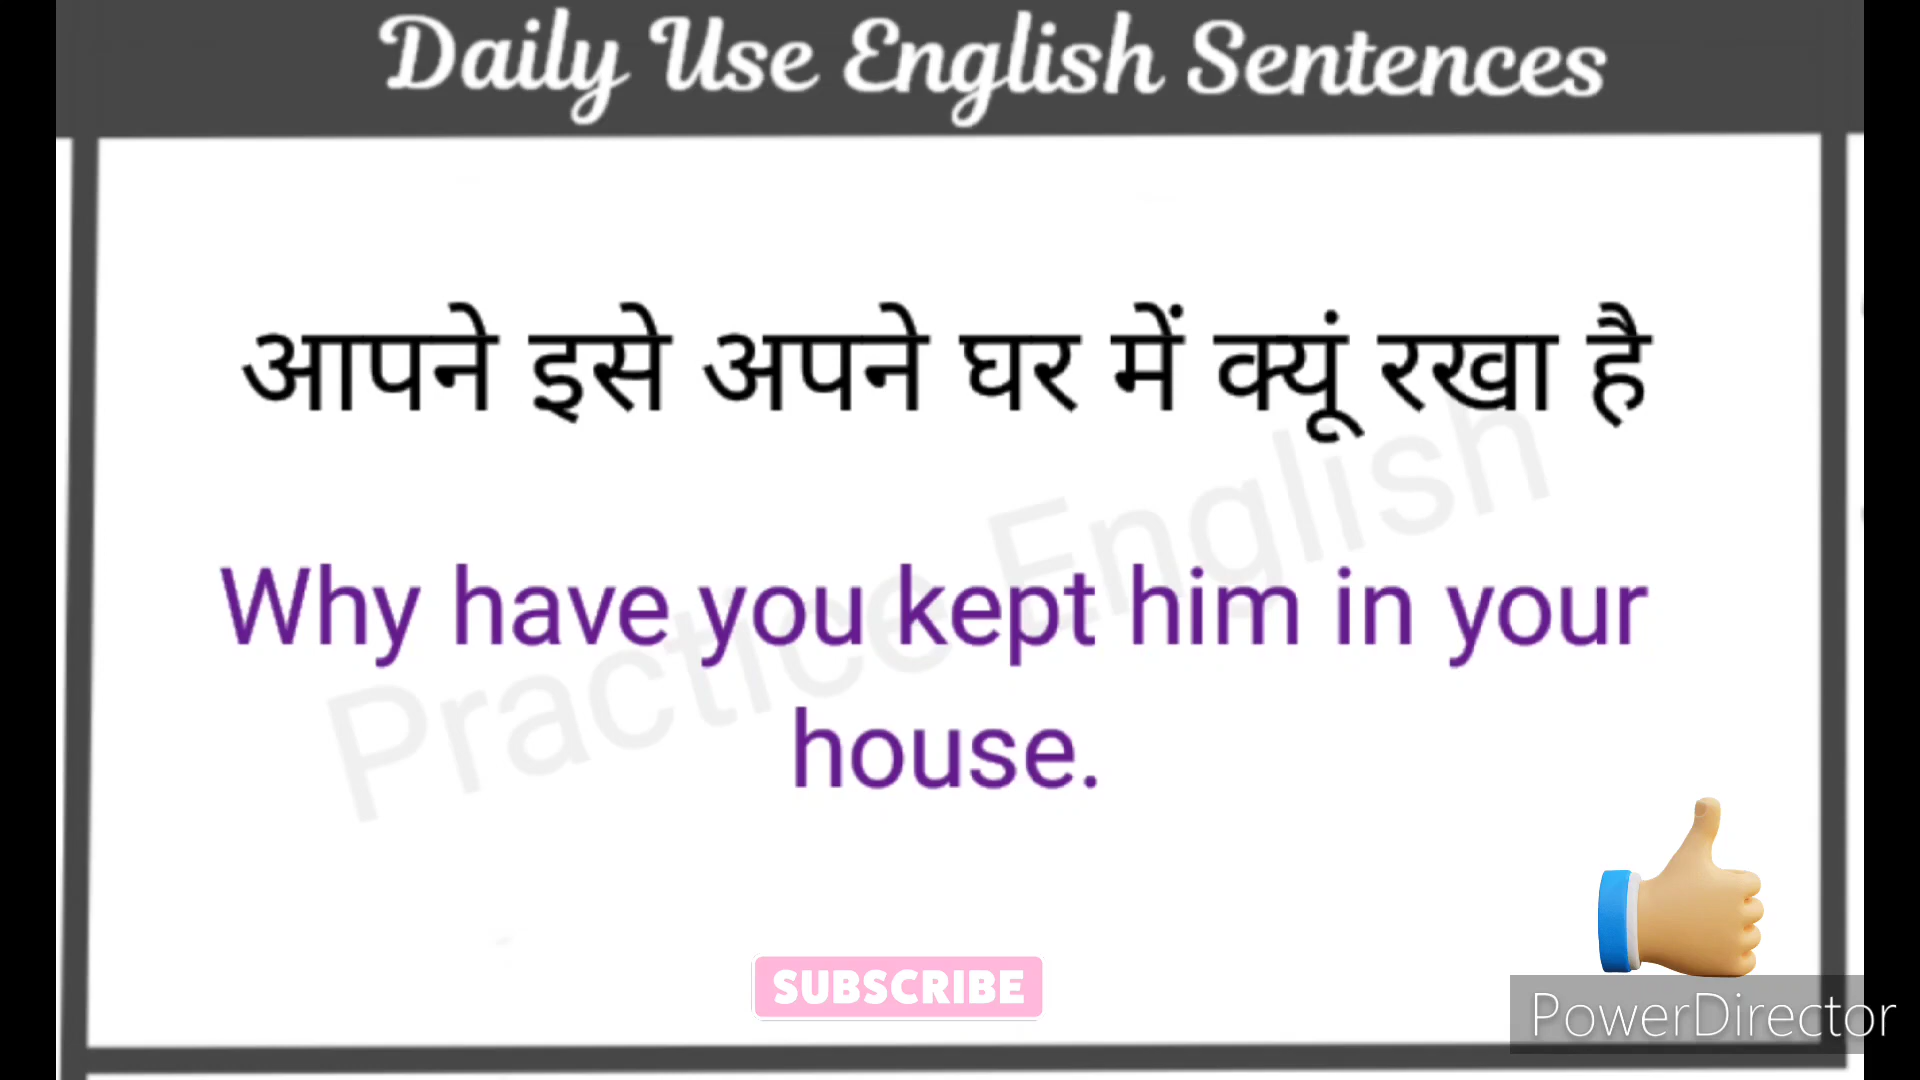 Daily Use English Sentences
आपने इसे अपने घर में क्यूं रखा है
Why have you kept him in your
house.
Practice English
SUBSCRIBE
PowerDirector